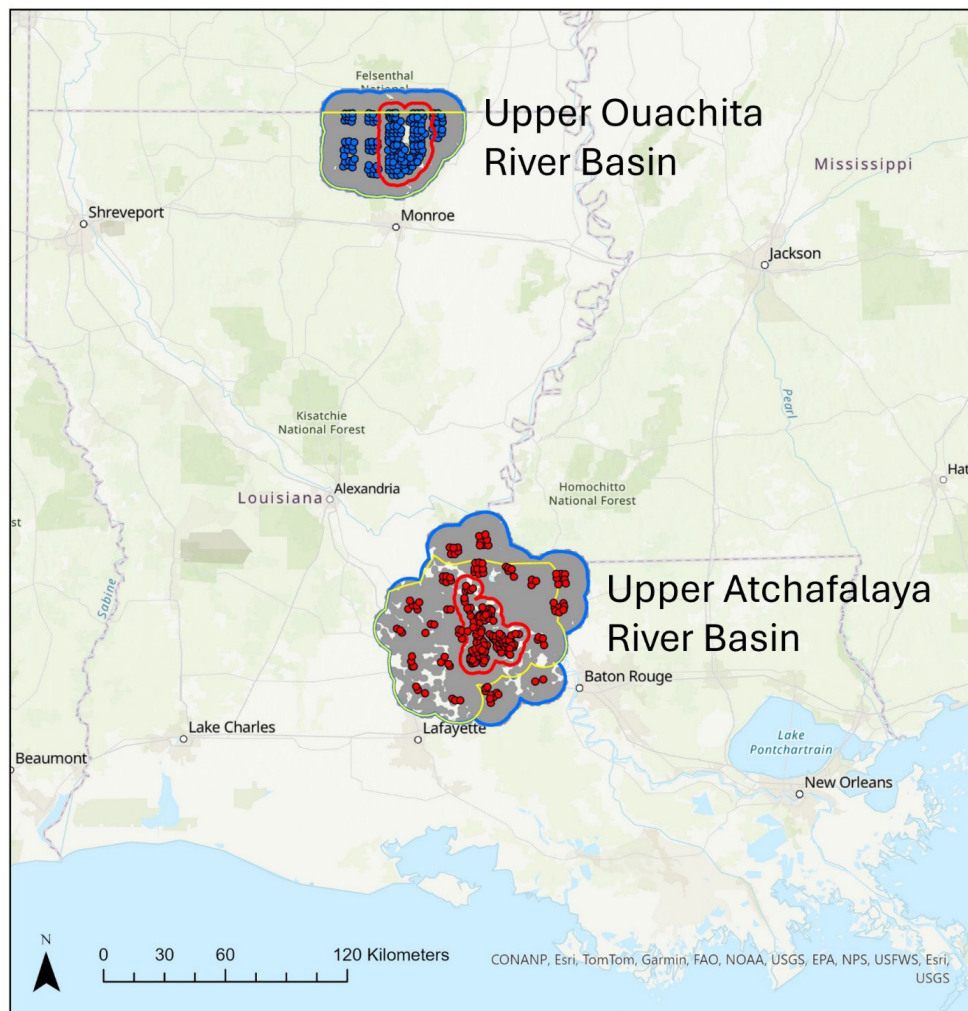 Felsenthal
National
Upper Ouachita
River Basin
Mississippi
Shreveport
Monroe
Jackson
Kisatchie
National Forest
Pearl
Homochitto
National Forest
Hat
Louisiana
Alexandria
st
Sabine
Upper Atchafalaya
River Basin
Baton Rouge
Lake Charles
Lafayette
Lake
Pontchartrain
Beaumont
New Orleans
N
0 30 60 120 Kilometers
CONANP, Esri, TomTom, Garmin, FAO, NOAA, USGS, EPA, NPS, USFWS, Esri,
USGS